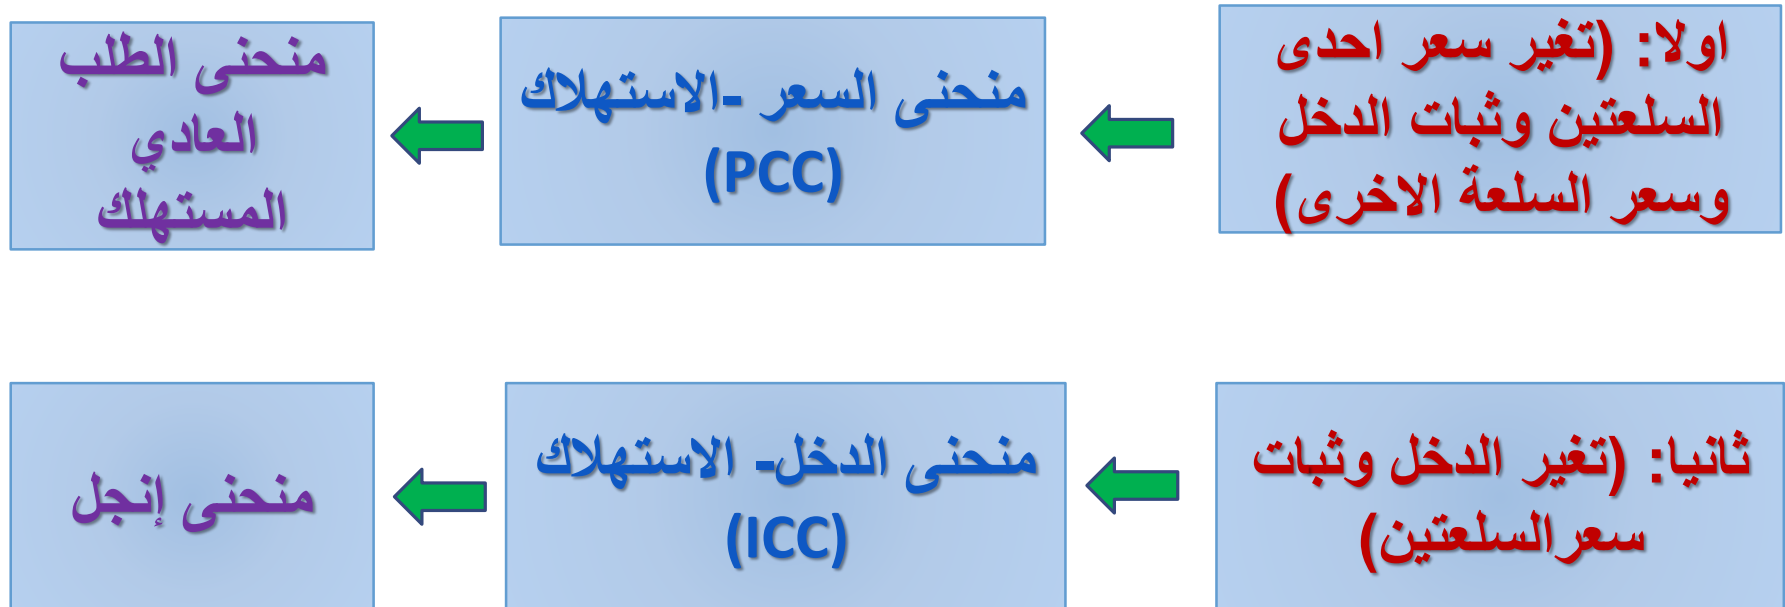 اولا: (تغير سعر احدى
السلعتين وثبات الدخل
وسعر السلعة الاخرى)
منحنى السعر -الاستهلاك
(PCC)
منحنى الطلب
العادي
المستهلك
ثانيا: (تغير الدخل وثبات
سعرالسلعتين)
منحنى الدخل- الاستهلاك
(ICC)
منحنى إنجل